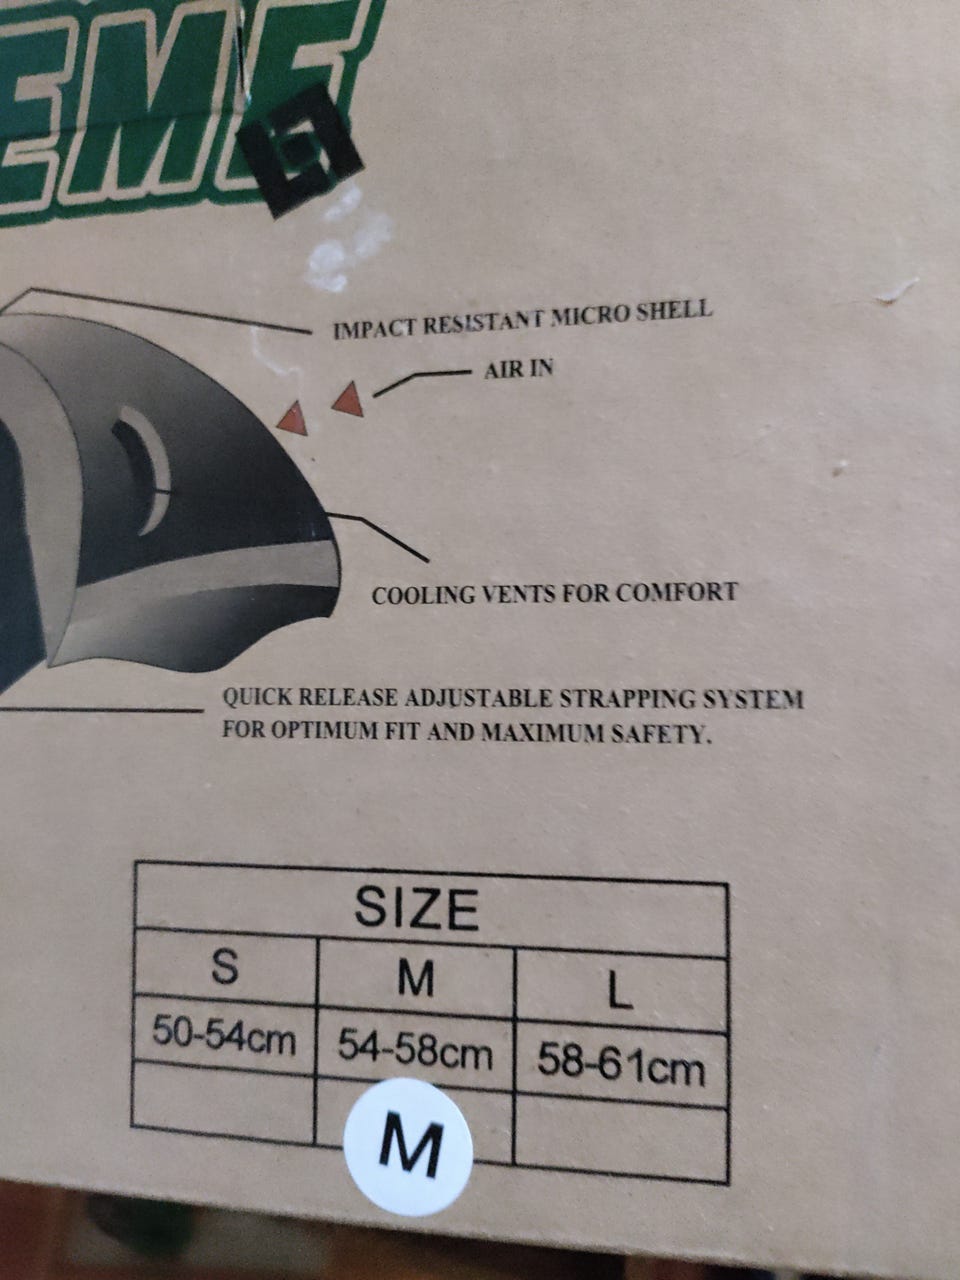 EME
IMPACT RESISTANT MICRO SHELL
AIR IN
COOLING VENTS FOR COMFORT
QUICK RELEASE ADJUSTABLE STRAPPING SYSTEM
FOR OPTIMUM FIT AND MAXIMUM SAFETY.
SIZE
S M L
50-54cm 54-58cm 58-61cm
M